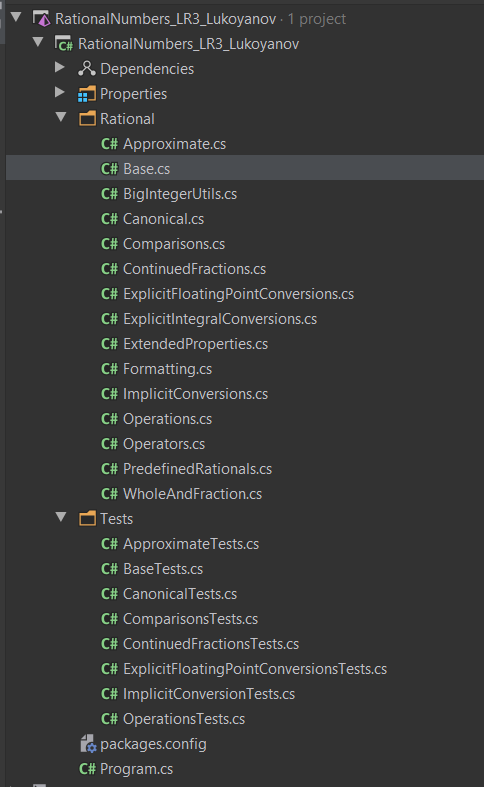 RationalNumbers_LR3_Lukoyanov · 1 project
C# RationalNumbers_LR3_Lukoyanov
Dependencies
Properties
Rational
C# Approximate.cs
C# Base.cs
C# BigIntegerUtils.cs
C# Canonical.cs
C# Comparisons.cs
C# ContinuedFractions.cs
C# ExplicitFloatingPointConversions.cs
C# ExplicitIntegralConversions.cs
C# ExtendedProperties.cs
C# Formatting.cs
C# ImplicitConversions.cs
C# Operations.cs
C# Operators.cs
C# PredefinedRationals.cs
C# WholeAndFraction.cs
Tests
C# ApproximateTests.cs
C# BaseTests.cs
C# CanonicalTests.cs
C# ComparisonsTests.cs
C# ContinuedFractionsTests.cs
C# ExplicitFloatingPointConversionsTests.cs
C# ImplicitConversionTests.cs
C# OperationsTests.cs
packages.config
C# Program.cs